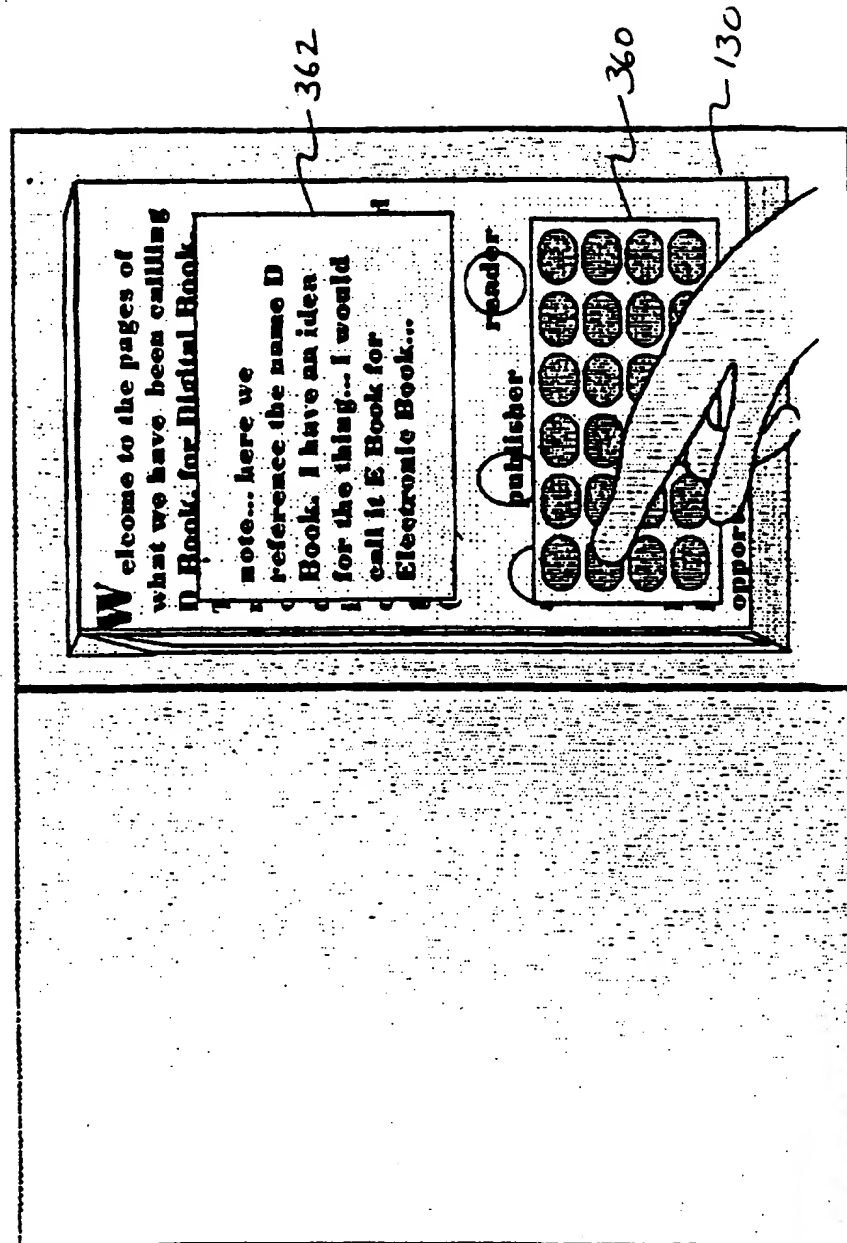 Welcome to the pages of
what we have been callling
D Book, for Digital Book.
note... here we
reference the name D
Book. I have an idea
for the thing... I would
call it E Book for
Electronic Book...
publisher
reader
opport
362
360
130